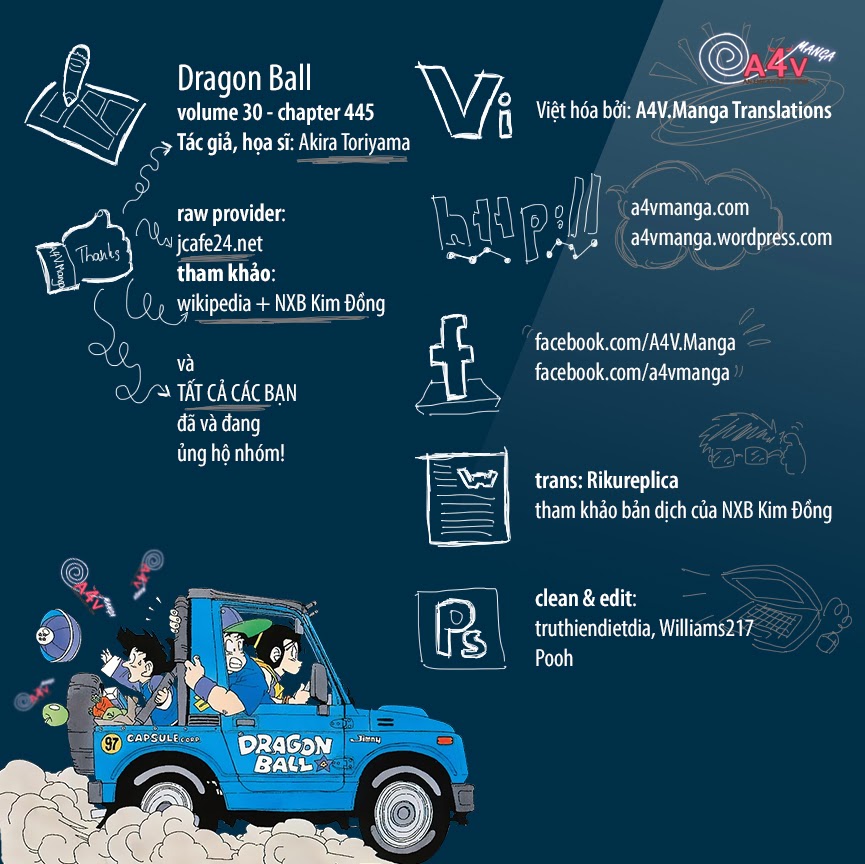 Dragon Ball
volume 30 - chapter 445
Tác giả, họa sĩ: Akira Toriyama
Thanks
A4V.Manga
raw provider:
jcafe24.net
tham khảo:
wikipedia + NXB Kim Đồng
và
TẤT CẢ CÁC BẠN
đã và đang
ủng hộ nhóm!
A4V MANGA
Vi
Việt hóa bởi: A4V.Manga Translations
http://
a4vmanga.com
a4vmanga.wordpress.com
f
facebook.com/A4V.Manga
facebook.com/a4vmanga
W
trans: Rikureplica
tham khảo bản dịch của NXB Kim Đồng
Ps
clean & edit:
truthiendietdia, Williams217
Pooh
A4V MANGA
A4V
A4V
97 CAPSULE CORP.
DRAGON
BALL
Jimny